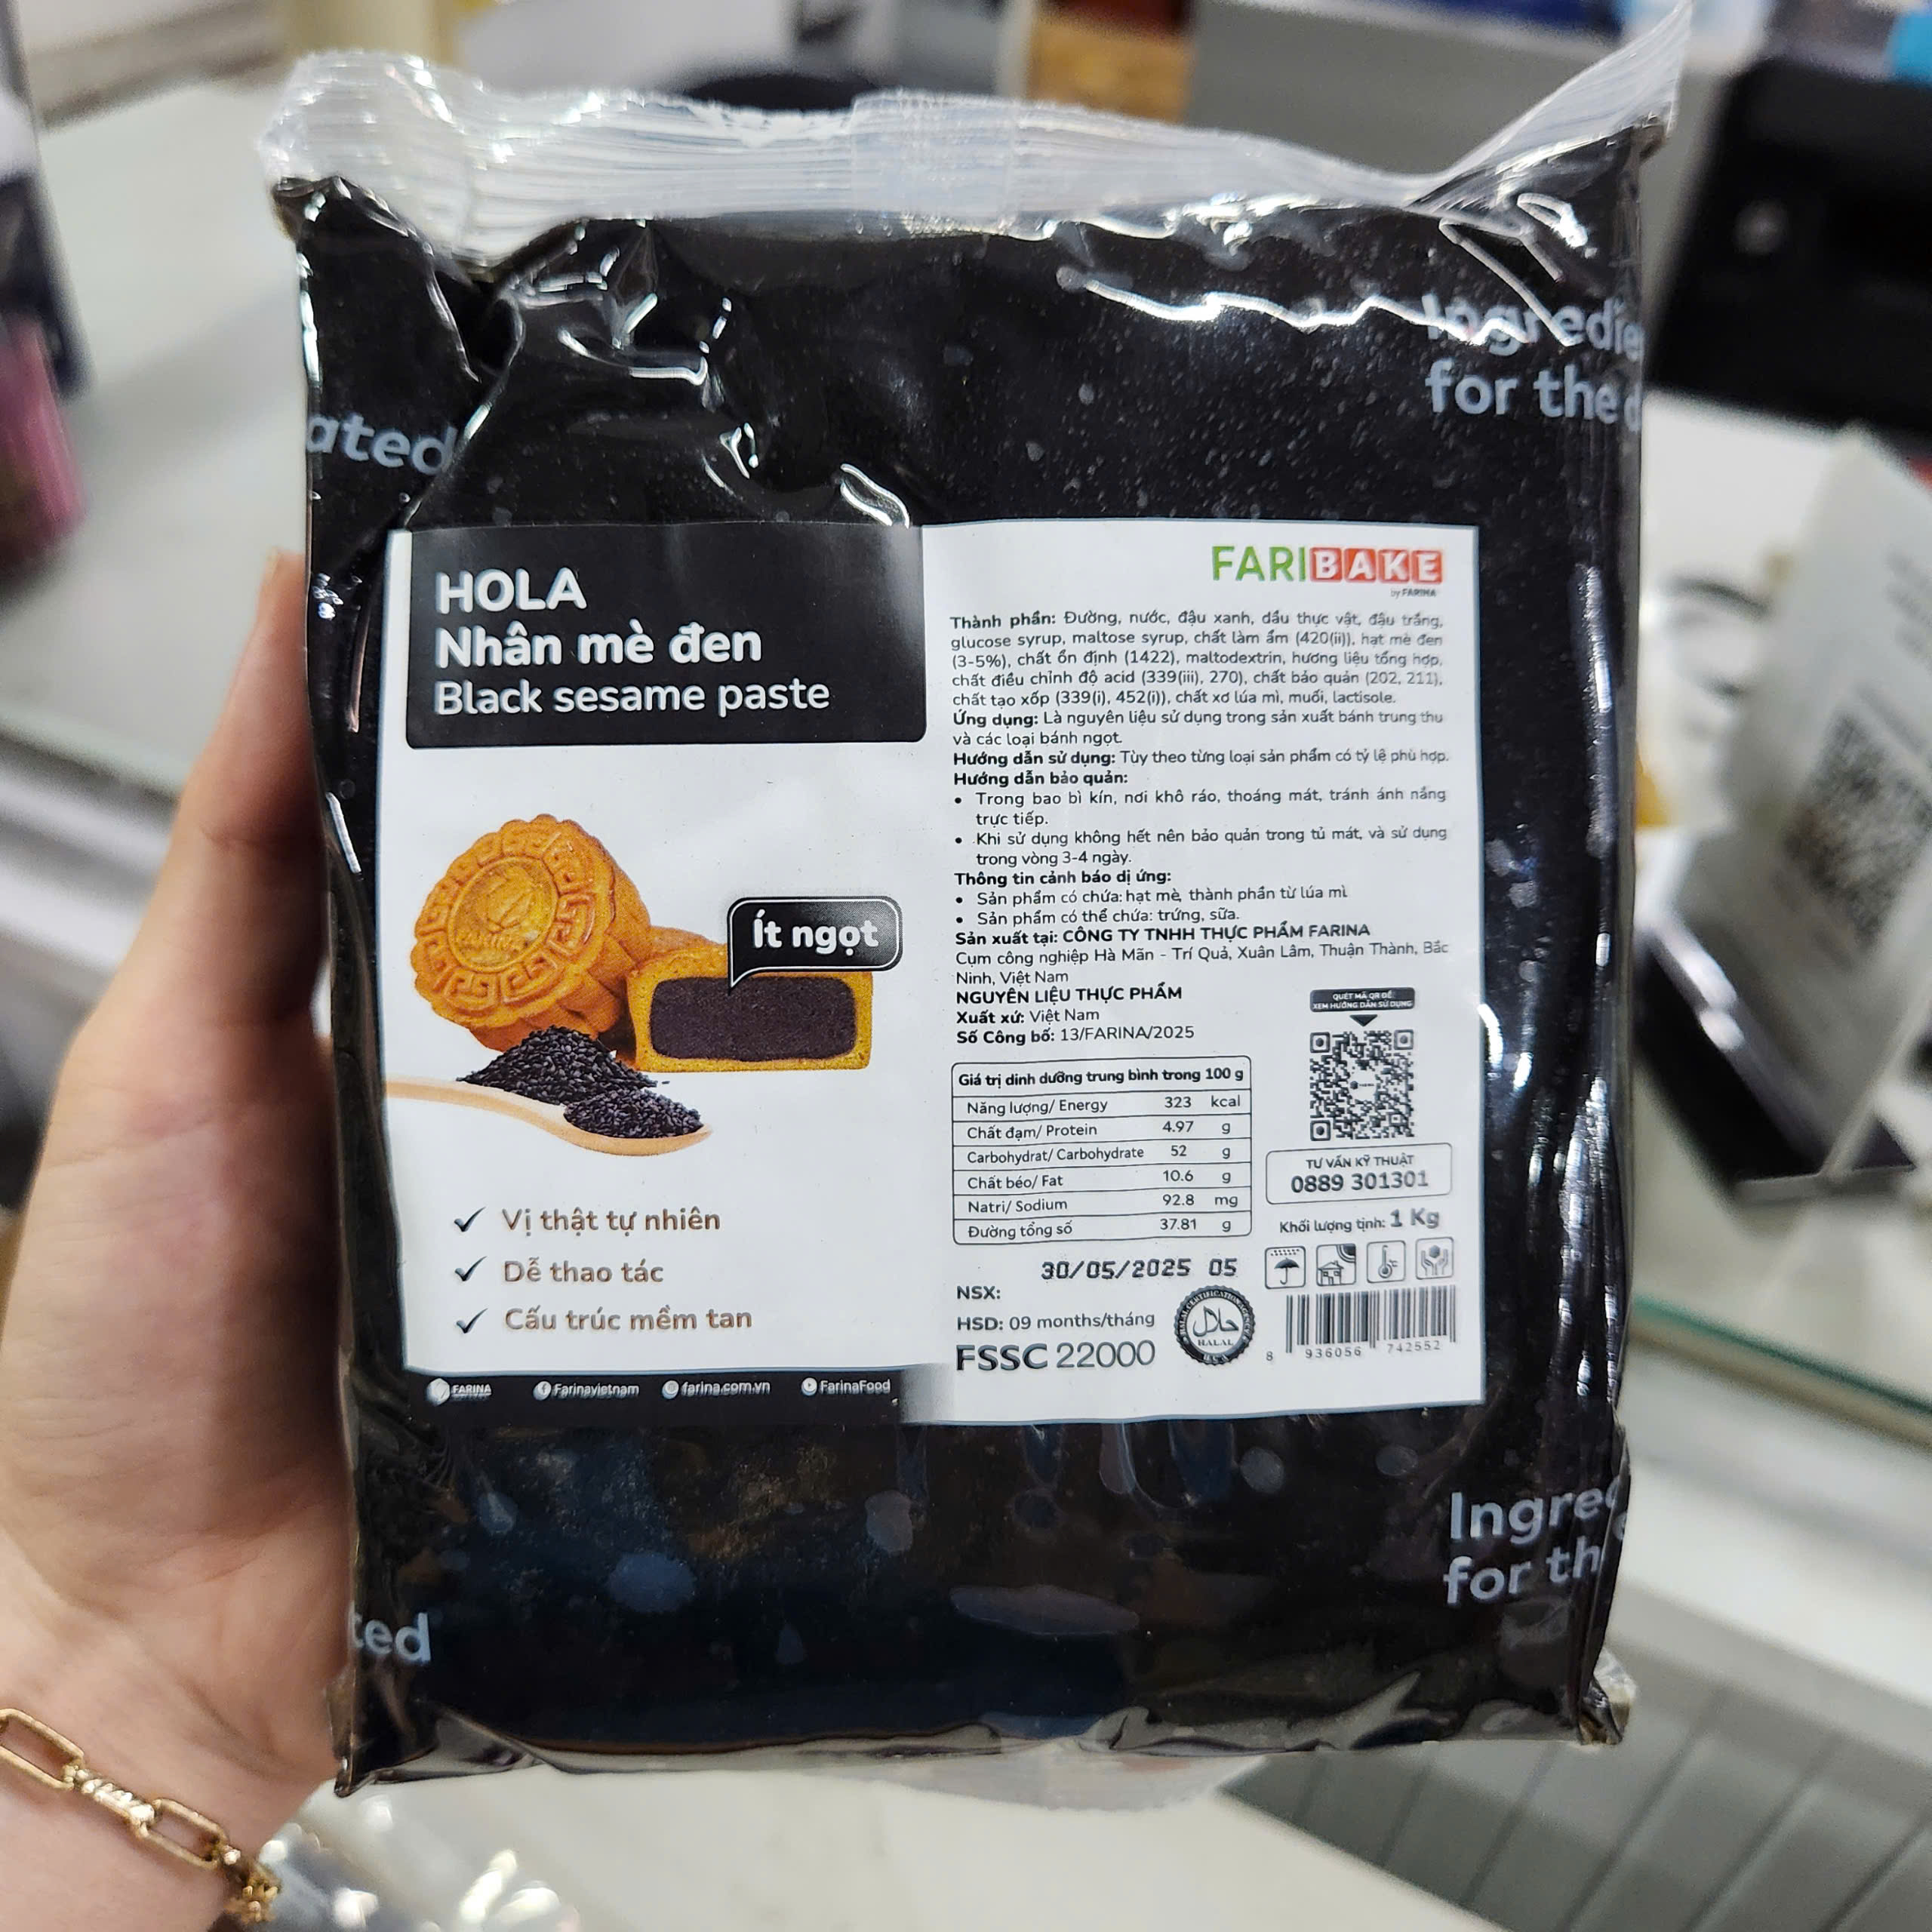 Ingredie
for the
ated
HOLA
Nhân mè đen
Black sesame paste
Ít ngọt
✓ Vị thật tự nhiên
✓ Dễ thao tác
✓ Cấu trúc mềm tan
FARINA Farinavietnam farina.com.vn FarinaFood
FARIBAKE
by FARINA
Thành phần: Đường, nước, đậu xanh, dầu thực vật, đậu trắng,
glucose syrup, maltose syrup, chất làm ẩm (420(ii)), hạt mè đen
(3-5%), chất ổn định (1422), maltodextrin, hương liệu tổng hợp,
chất điều chỉnh độ acid (339(iii), 270), chất bảo quản (202, 211),
chất tạo xốp (339(i), 452(i)), chất xơ lúa mì, muối, lactisole.
Ứng dụng: Là nguyên liệu sử dụng trong sản xuất bánh trung thu
và các loại bánh ngọt.
Hướng dẫn sử dụng: Tùy theo từng loại sản phẩm có tỷ lệ phù hợp.
Hướng dẫn bảo quản:
• Trong bao bì kín, nơi khô ráo, thoáng mát, tránh ánh nắng
trực tiếp.
• Khi sử dụng không hết nên bảo quản trong tủ mát, và sử dụng
trong vòng 3-4 ngày.
Thông tin cảnh báo dị ứng:
• Sản phẩm có chứa: hạt mè, thành phần từ lúa mì
• Sản phẩm có thể chứa: trứng, sữa.
Sản xuất tại: CÔNG TY TNHH THỰC PHẨM FARINA
Cụm công nghiệp Hà Mãn - Trí Quả, Xuân Lâm, Thuận Thành, Bắc
Ninh, Việt Nam
NGUYÊN LIỆU THỰC PHẨM
Xuất xứ: Việt Nam
Số Công bố: 13/FARINA/2025
QUÉT MÃ QR ĐỂ
XEM HƯỚNG DẪN SỬ DỤNG
Giá trị dinh dưỡng trung bình trong 100 g
Năng lượng/ Energy 323 kcal
Chất đạm/ Protein 4.97 g
Carbohydrat/ Carbohydrate 52 g
Chất béo/ Fat 10.6 g
Natri/ Sodium 92.8 mg
Đường tổng số 37.81 g
TƯ VẤN KỸ THUẬT
0889 301301
Khối lượng tịnh: 1 Kg
30/05/2025 05
NSX:
HSD: 09 months/tháng
FSSC 22000
حلال
HALAL
8 936056 742552
Ingre
for th
ted